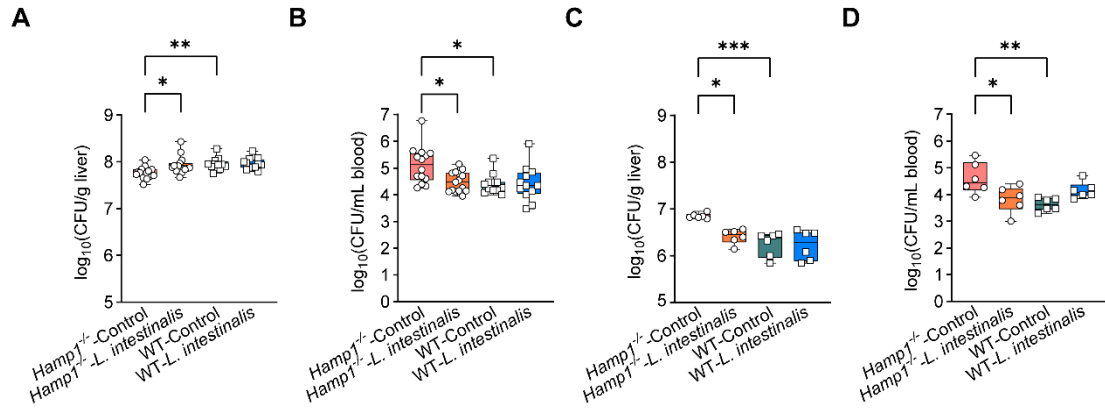 A
**
*
log10(CFU/g liver)
9
8
7
6
5
Hamp1-/- -Control
Hamp1-/- -L. intestinalis
WT-Control
WT-L. intestinalis
B
*
*
log10(CFU/mL blood)
7
6
5
4
3
2
1
0
Hamp1-/- -Control
Hamp1-/- -L. intestinalis
WT-Control
WT-L. intestinalis
C
***
*
log10(CFU/g liver)
9
8
7
6
5
Hamp1-/- -Control
Hamp1-/- -L. intestinalis
WT-Control
WT-L. intestinalis
D
**
*
log10(CFU/mL blood)
7
6
5
4
3
2
1
0
Hamp1-/- -Control
Hamp1-/- -L. intestinalis
WT-Control
WT-L. intestinalis